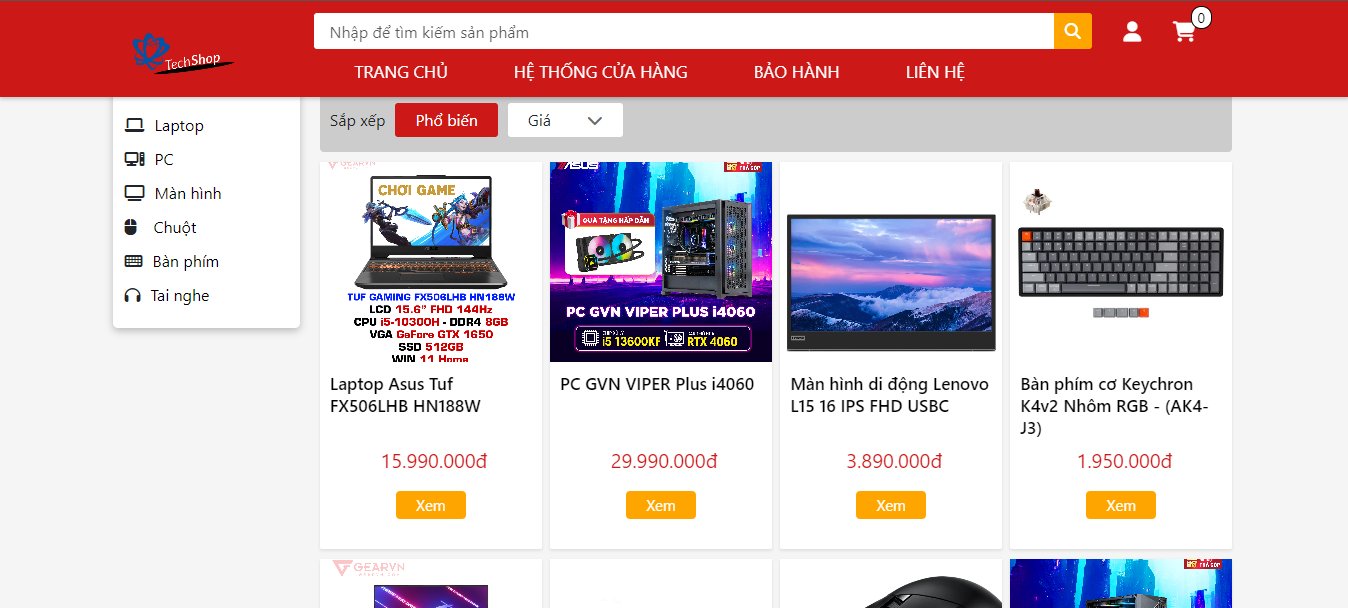 TechShop
Nhập để tìm kiếm sản phẩm
0
TRANG CHỦ
HỆ THỐNG CỬA HÀNG
BẢO HÀNH
LIÊN HỆ
Laptop
PC
Màn hình
Chuột
Bàn phím
Tai nghe
Sắp xếp
Phổ biến
Giá
GEARVN
CHƠI GAME
TUF GAMING FX506LHB HN188W
LCD 15.6" FHD 144Hz
CPU i5-10300H - DDR4 8GB
VGA GeFore GTX 1650
SSD 512GB
WIN 11 Home
Laptop Asus Tuf
FX506LHB HN188W
15.990.000đ
Xem
ASUS
TRẢ GÓP
QUÀ TẶNG HẤP DẪN
PC GVN VIPER PLUS i4060
i5 13600KF
RTX 4060
PC GVN VIPER Plus i4060
29.990.000đ
Xem
Màn hình di động Lenovo
L15 16 IPS FHD USBC
3.890.000đ
Xem
Bàn phím cơ Keychron
K4v2 Nhôm RGB - (AK4-
J3)
1.950.000đ
Xem
GEARVN